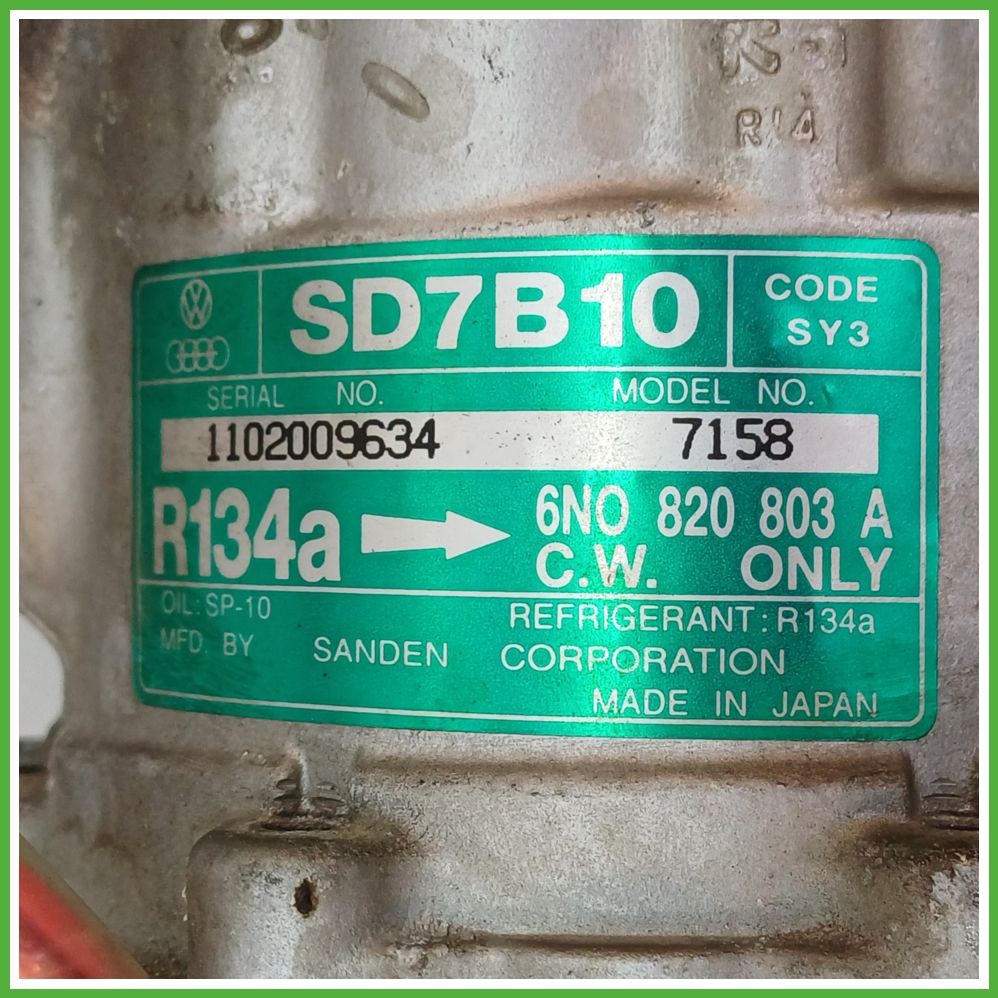 R14
SD7B10
CODE
SY3
SERIAL NO. MODEL NO.
1102009634 7158
R134a
6N0 820 803 A
C.W. ONLY
OIL: SP-10
REFRIGERANT: R134a
MFD. BY SANDEN CORPORATION
MADE IN JAPAN